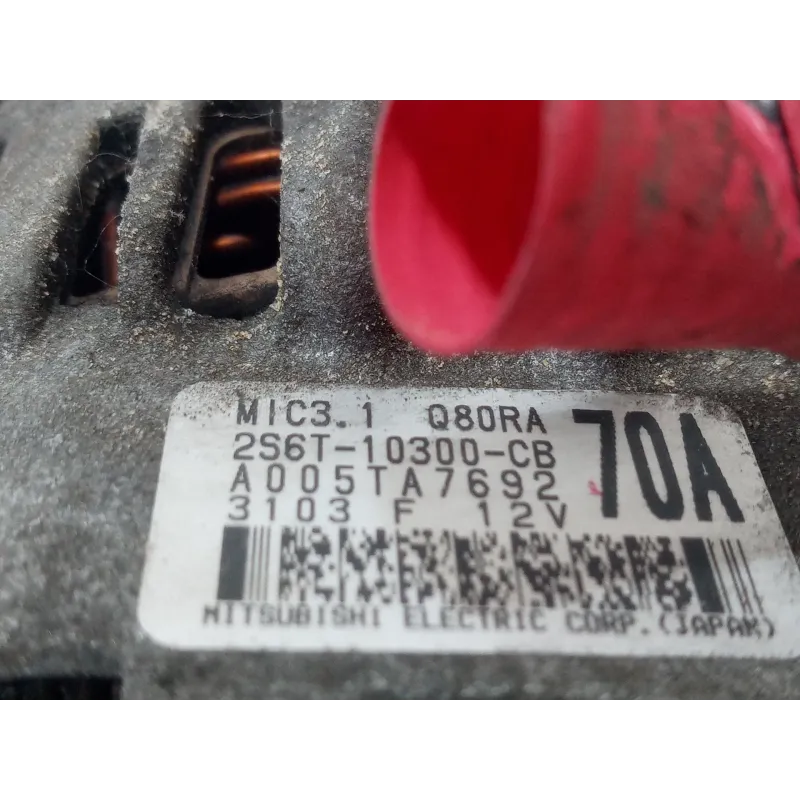 MIC3.1 Q80RA 70A
2S6T-10300-CB
A005TA7692
3103 F 12V
MITSUBISHI ELECTRIC CORP.(JAPAN)